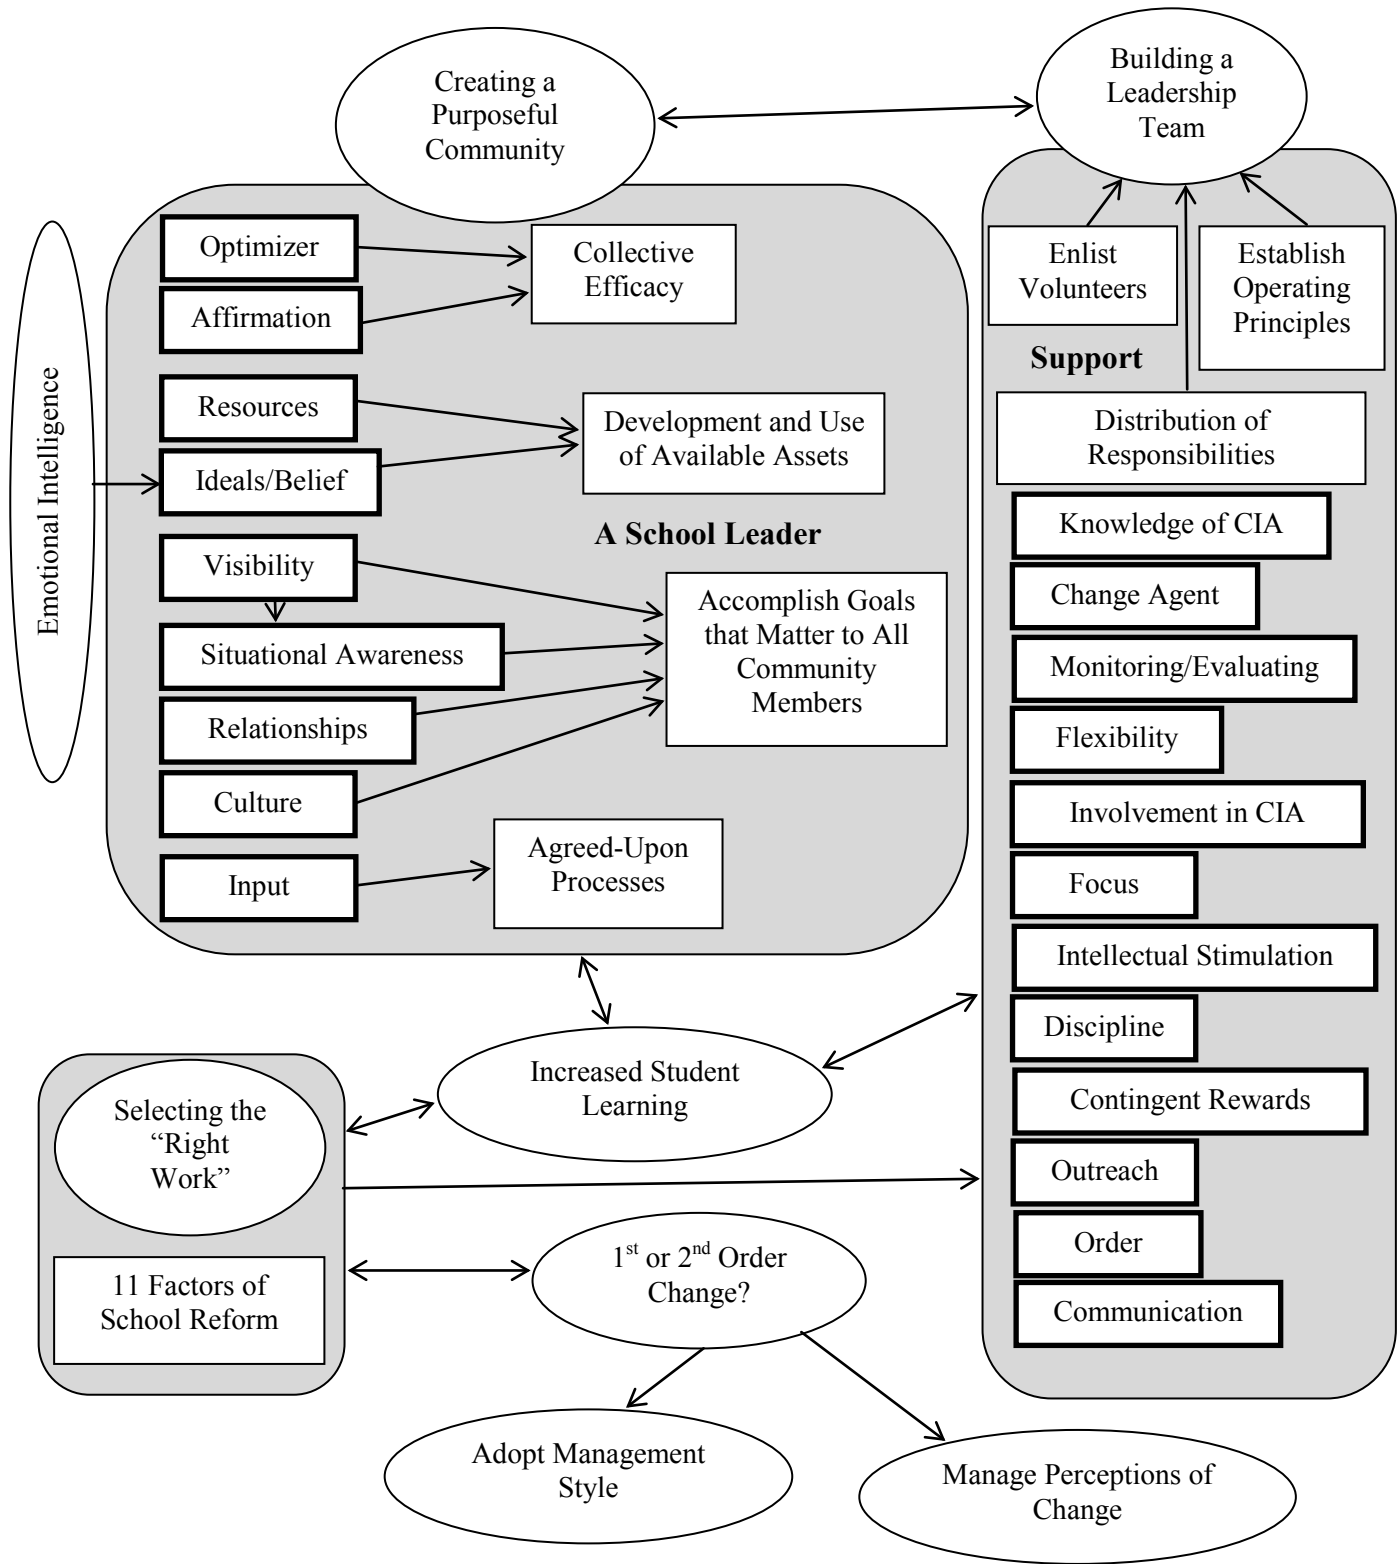 Creating a
Purposeful
Community
Building a
Leadership
Team
Emotional Intelligence
Optimizer
Affirmation
Collective
Efficacy
Resources
Ideals/Belief
Development and Use
of Available Assets
A School Leader
Visibility
Situational Awareness
Relationships
Culture
Accomplish Goals
that Matter to All
Community
Members
Input
Agreed-Upon
Processes
Enlist
Volunteers
Establish
Operating
Principles
Support
Distribution of
Responsibilities
Knowledge of CIA
Change Agent
Monitoring/Evaluating
Flexibility
Involvement in CIA
Focus
Intellectual Stimulation
Discipline
Contingent Rewards
Outreach
Order
Communication
Increased Student
Learning
Selecting the
“Right
Work”
11 Factors of
School Reform
1st or 2nd Order
Change?
Adopt Management
Style
Manage Perceptions of
Change